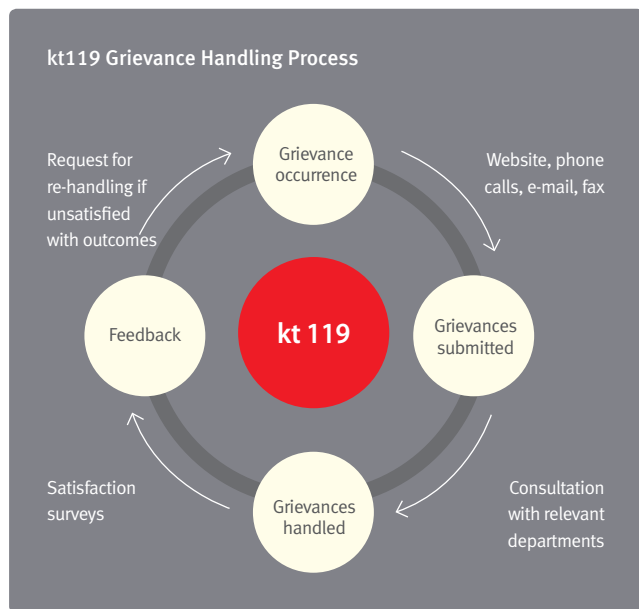 kt119 Grievance Handling Process
Grievance
occurrence
Website, phone
calls, e-mail, fax
Grievances
submitted
Consultation
with relevant
departments
Grievances
handled
Satisfaction
surveys
Feedback
Request for
re-handling if
unsatisfied
with outcomes
kt 119